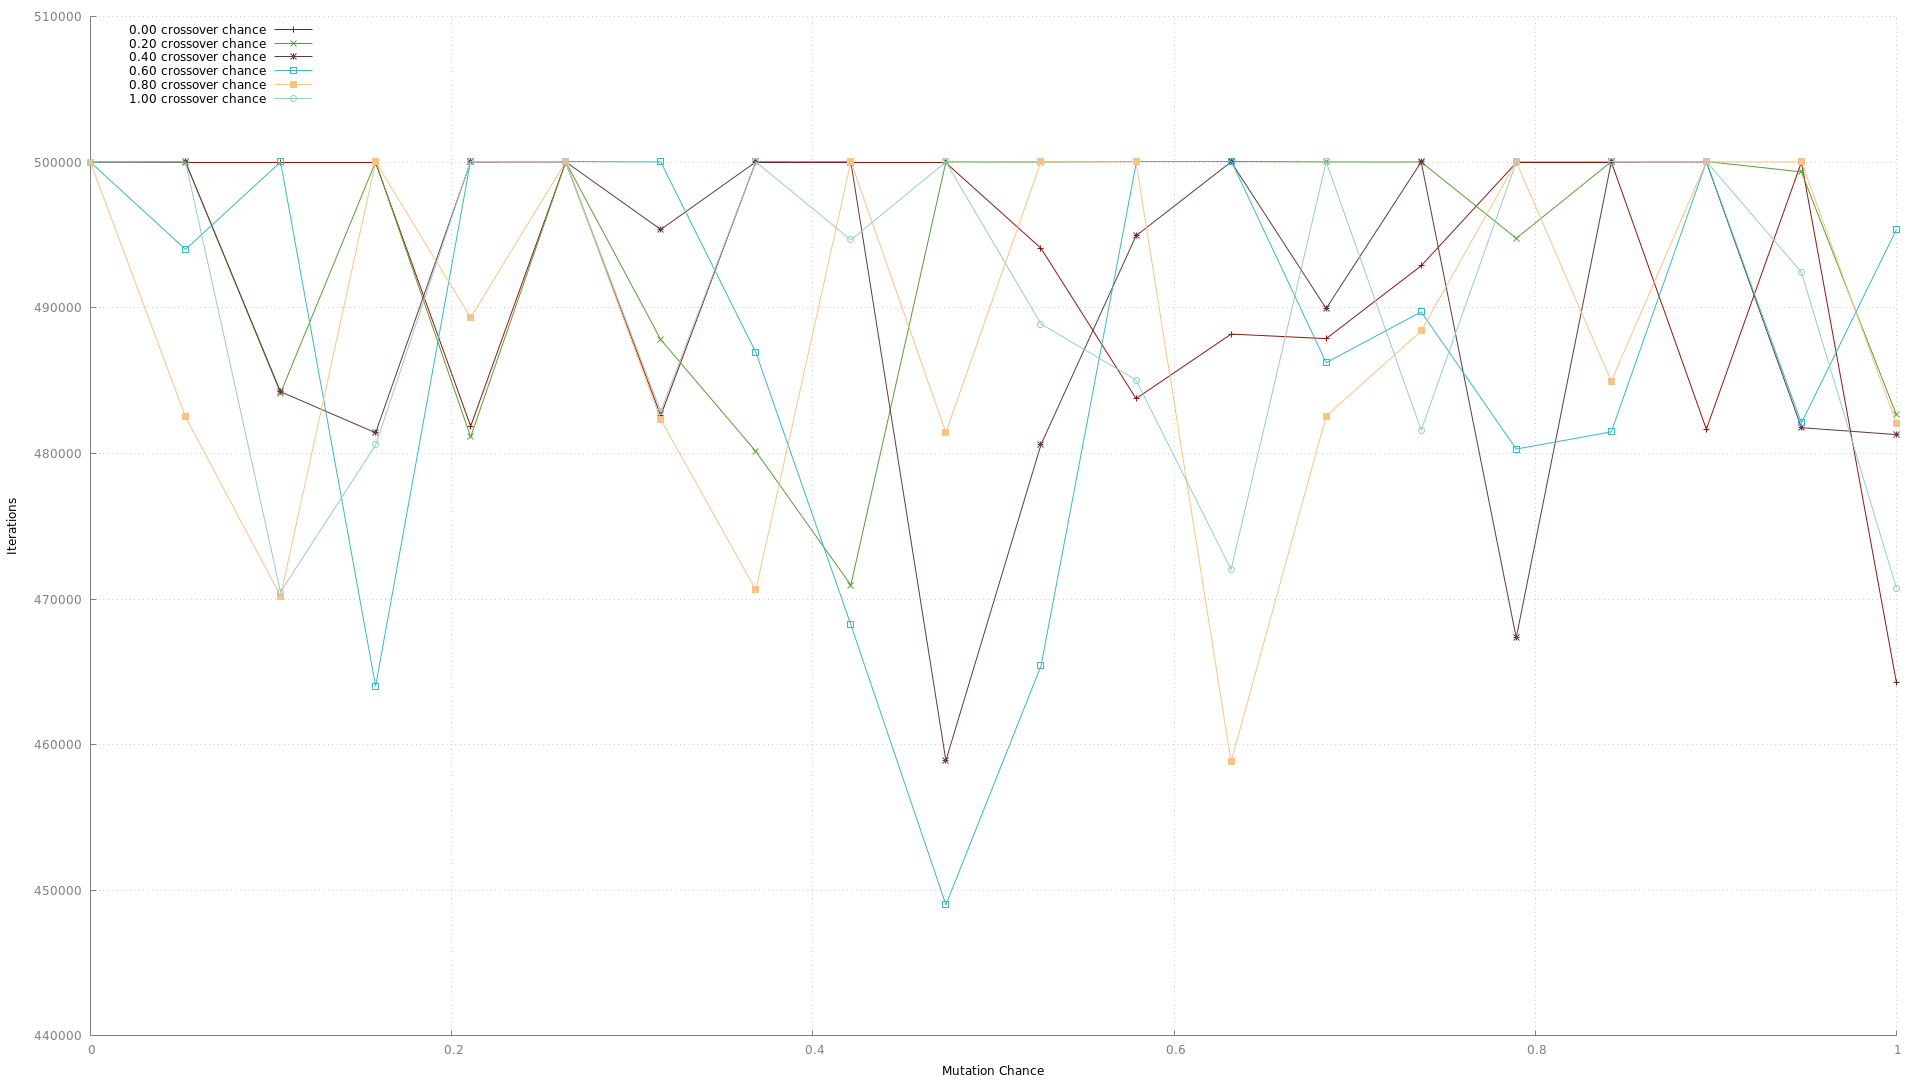 510000
0.00 crossover chance
0.20 crossover chance
0.40 crossover chance
0.60 crossover chance
0.80 crossover chance
1.00 crossover chance
500000
490000
480000
Iterations
470000
460000
450000
440000
0 0.2 0.4 0.6 0.8 1
Mutation Chance